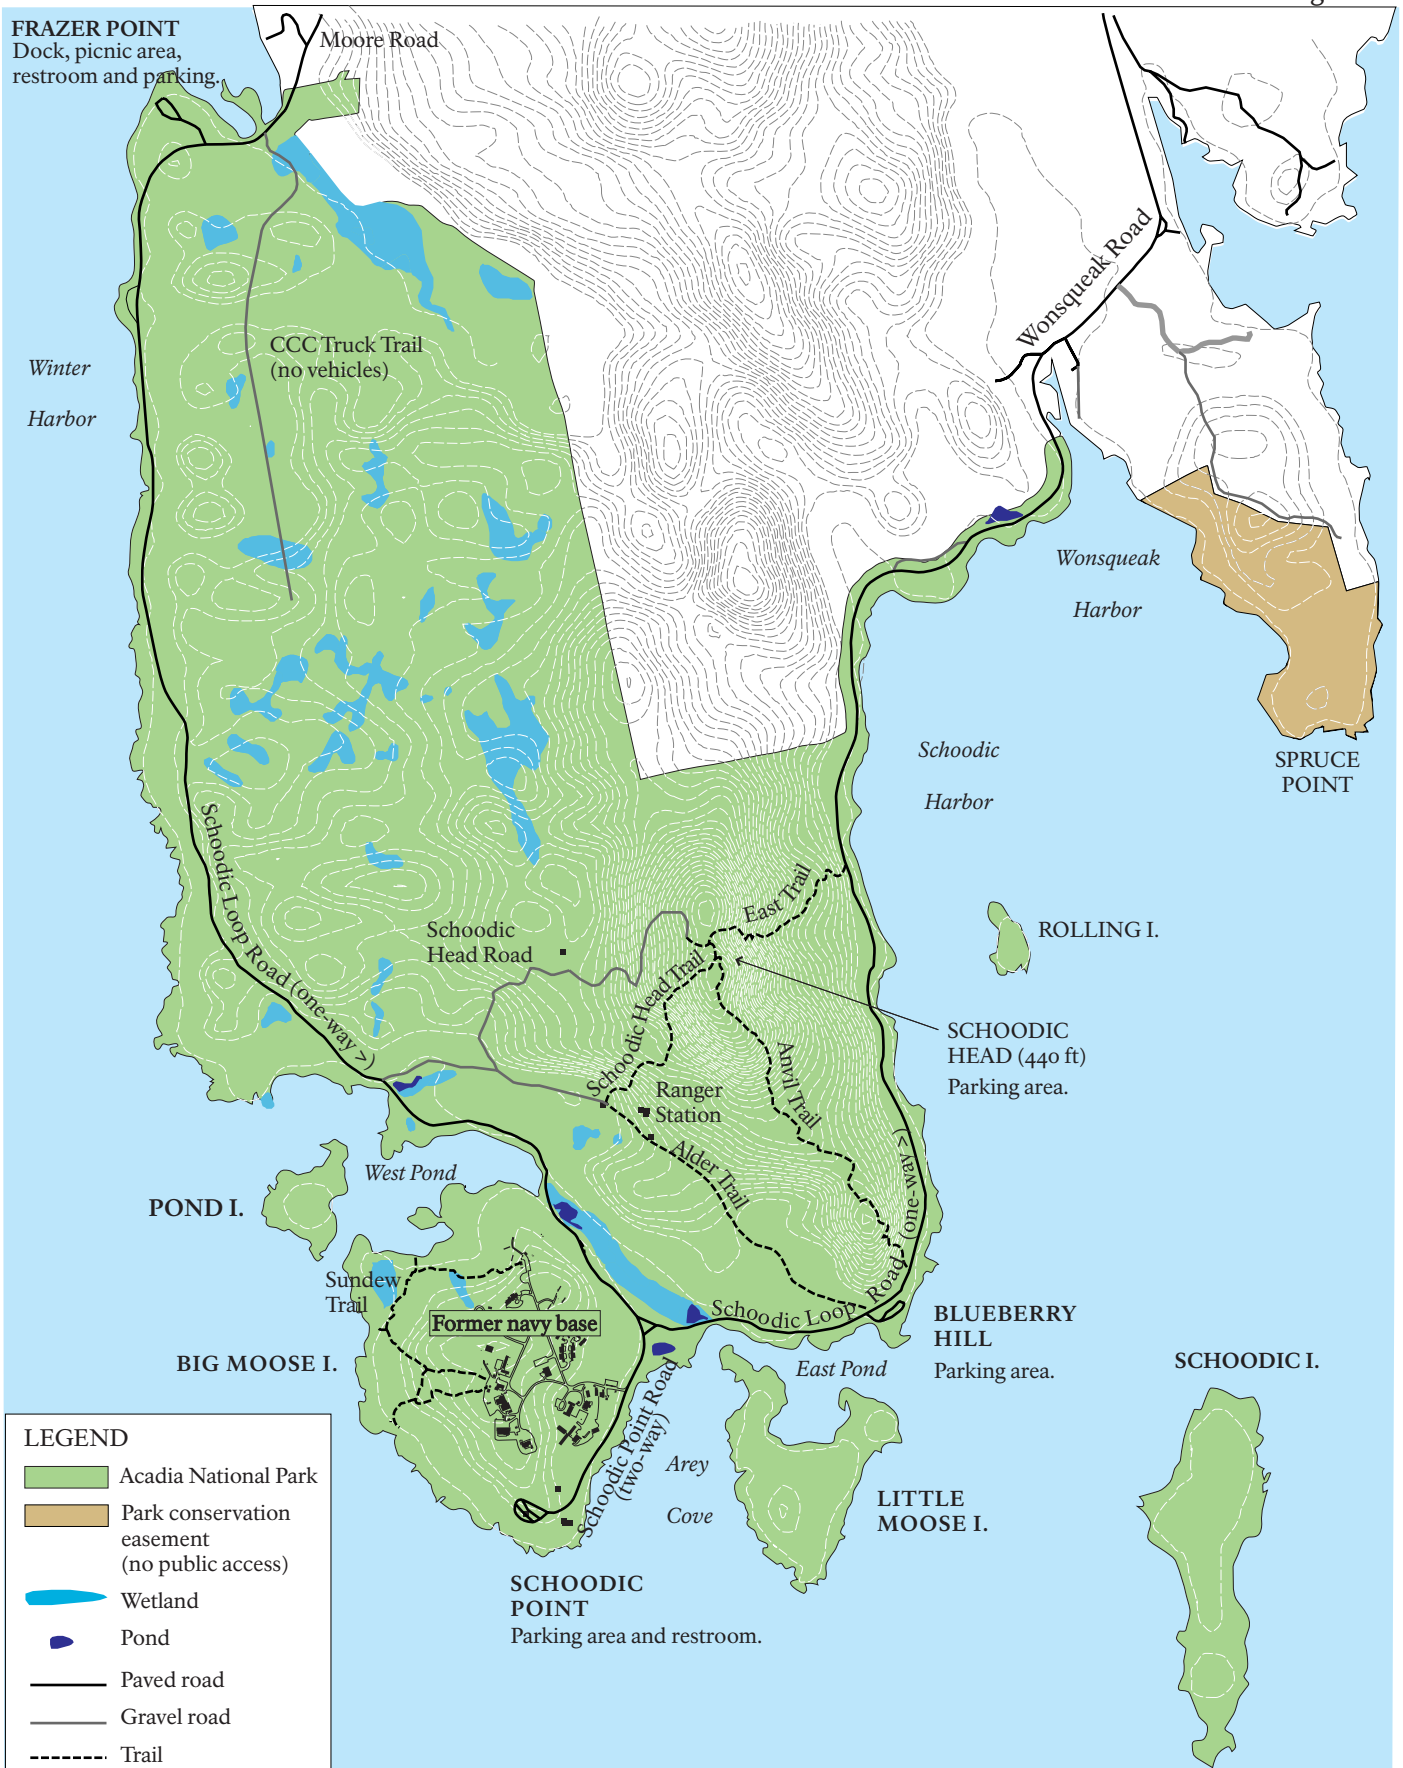 FRAZER POINT
Dock, picnic area,
restroom and parking.
Moore Road
Wonsqueak Road
CCC Truck Trail
(no vehicles)
Winter
Harbor
Wonsqueak
Harbor
Schoodic
Harbor
SPRUCE
POINT
Schoodic Loop Road (one-way >)
Schoodic
Head Road
East Trail
ROLLING I.
Schoodic Head Trail
SCHOODIC
HEAD (440 ft)
Parking area.
Anvil Trail
Ranger
Station
Alder Trail
West Pond
POND I.
Sundew
Trail
Former navy base
Schoodic Loop Road (one-way >)
BLUEBERRY
HILL
Parking area.
BIG MOOSE I.
East Pond
SCHOODIC I.
Schoodic Point Road
(two-way)
Arey
Cove
LITTLE
MOOSE I.
SCHOODIC
POINT
Parking area and restroom.
LEGEND
Acadia National Park
Park conservation
easement
(no public access)
Wetland
Pond
Paved road
Gravel road
Trail